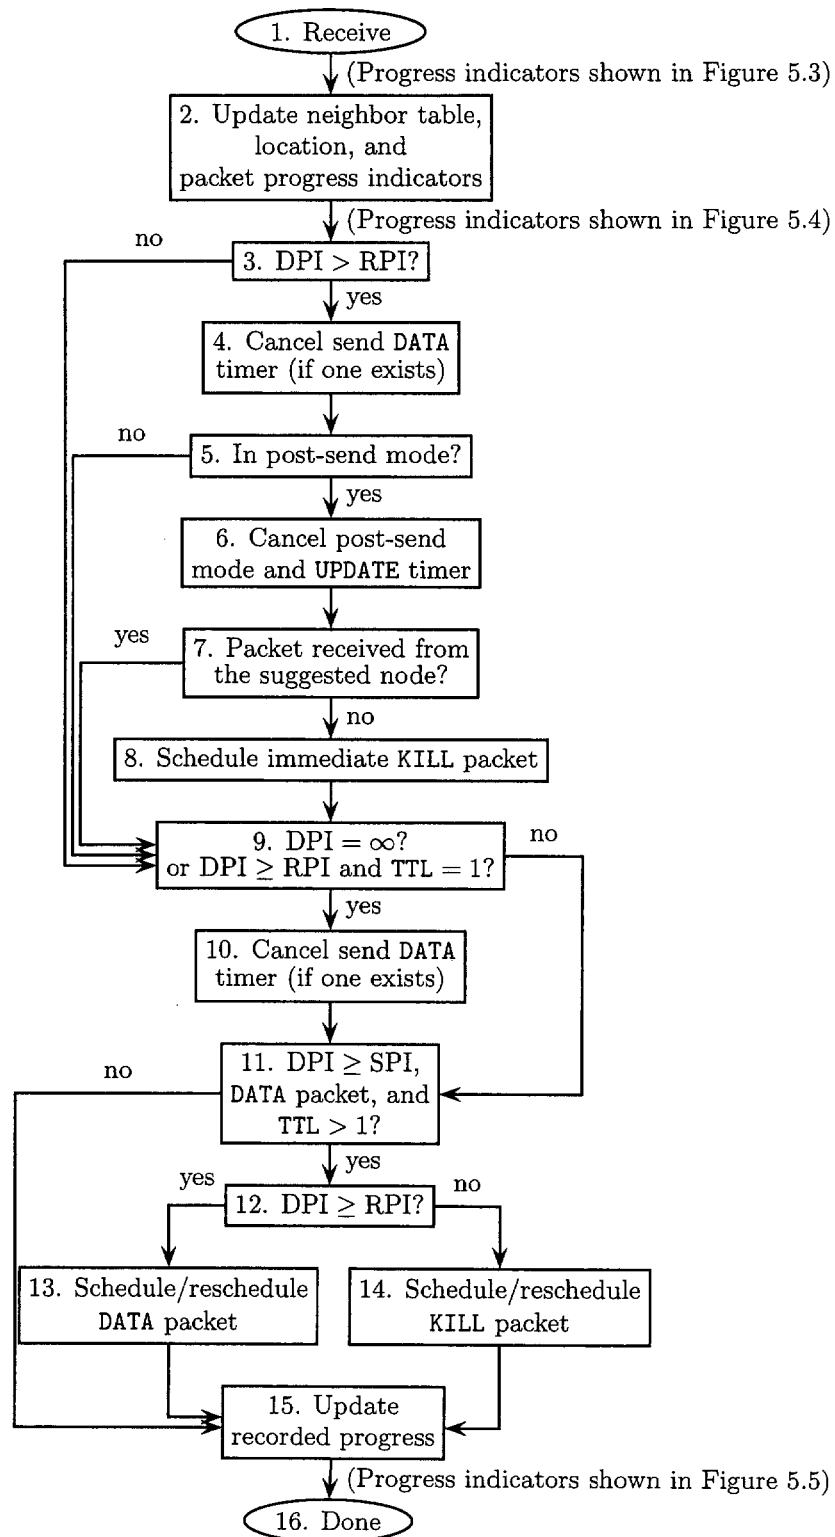 1. Receive
(Progress indicators shown in Figure 5.3)
2. Update neighbor table,
location, and
packet progress indicators
(Progress indicators shown in Figure 5.4)
no
3. DPI > RPI?
yes
4. Cancel send DATA
timer (if one exists)
no
5. In post-send mode?
yes
6. Cancel post-send
mode and UPDATE timer
yes
7. Packet received from
the suggested node?
no
8. Schedule immediate KILL packet
9. DPI = ∞?
or DPI ≥ RPI and TTL = 1?
no
yes
10. Cancel send DATA
timer (if one exists)
no
11. DPI ≥ SPI,
DATA packet, and
TTL > 1?
yes
yes
12. DPI ≥ RPI?
no
13. Schedule/reschedule
DATA packet
14. Schedule/reschedule
KILL packet
15. Update
recorded progress
(Progress indicators shown in Figure 5.5)
16. Done